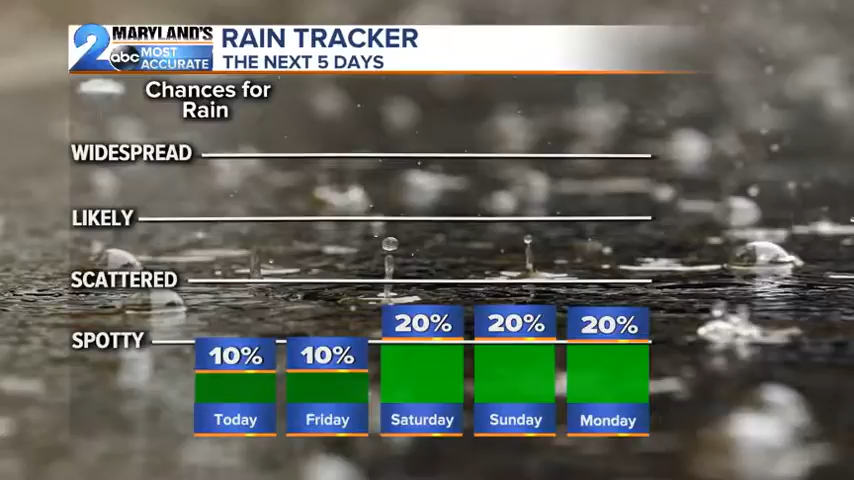 2 abc
MARYLAND'S
MOST
ACCURATE
RAIN TRACKER
THE NEXT 5 DAYS
Chances for
Rain
WIDESPREAD
LIKELY
SCATTERED
SPOTTY
10% 10% 20% 20% 20%
Today Friday Saturday Sunday Monday